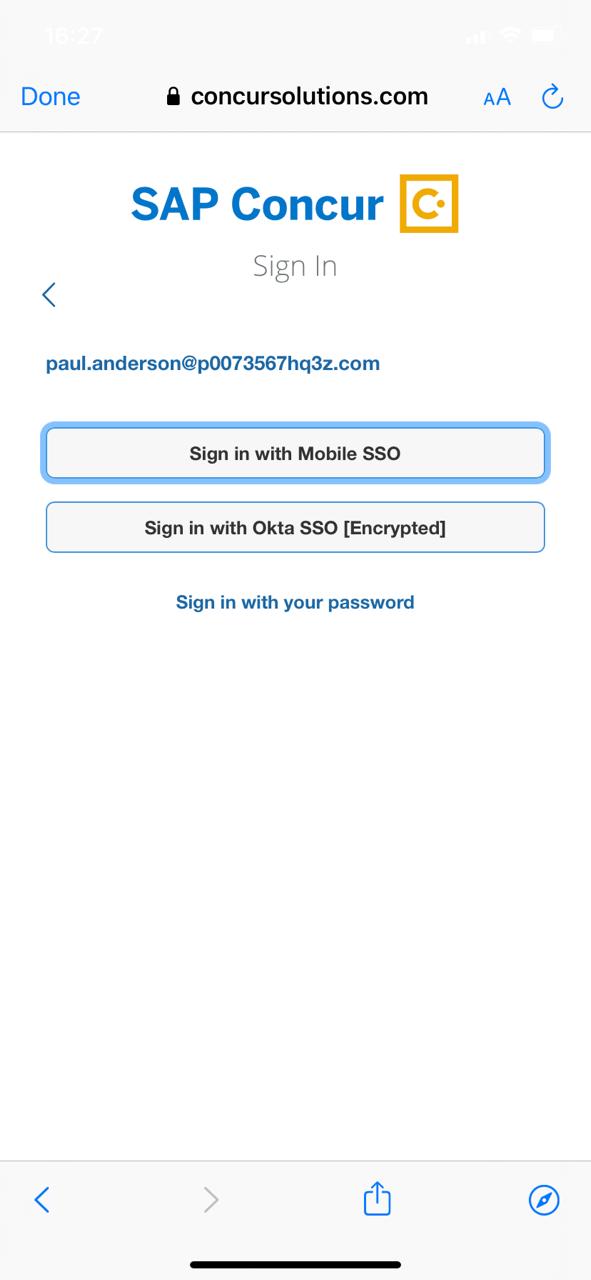 16:27
Done
concursolutions.com
AA
SAP Concur C
Sign In
paul.anderson@p0073567hq3z.com
Sign in with Mobile SSO
Sign in with Okta SSO [Encrypted]
Sign in with your password